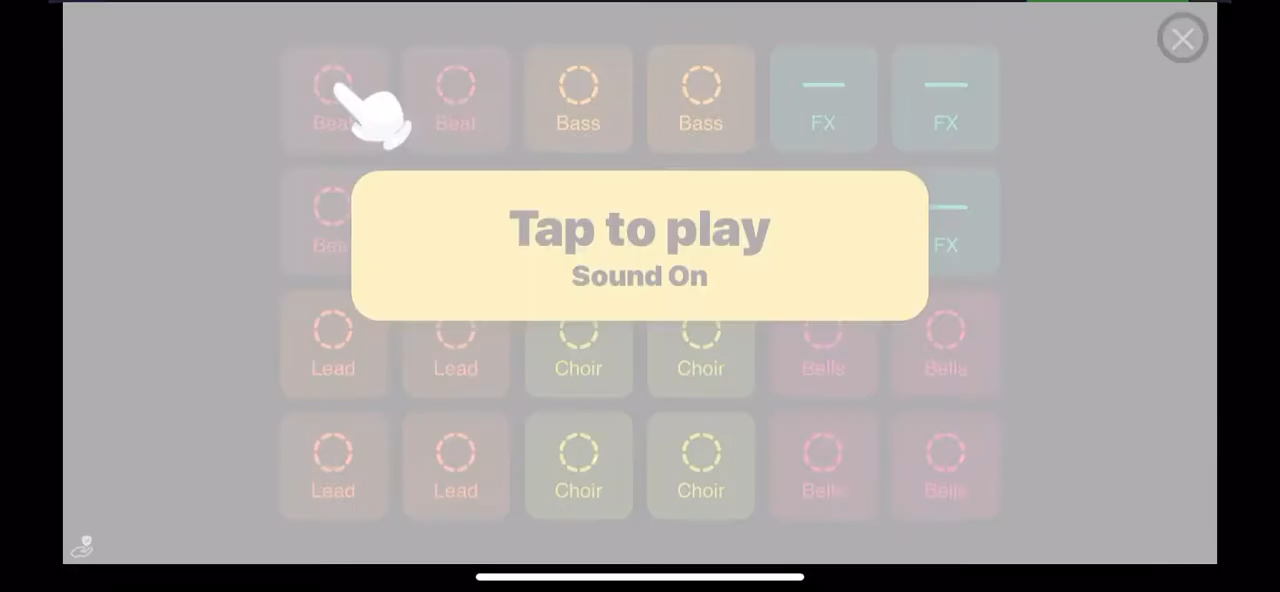 Beat Beat Bass Bass FX FX
Tap to play
Sound On
Beat FX
Lead Lead Choir Choir Bells Bells
Lead Lead Choir Choir Bells Bells